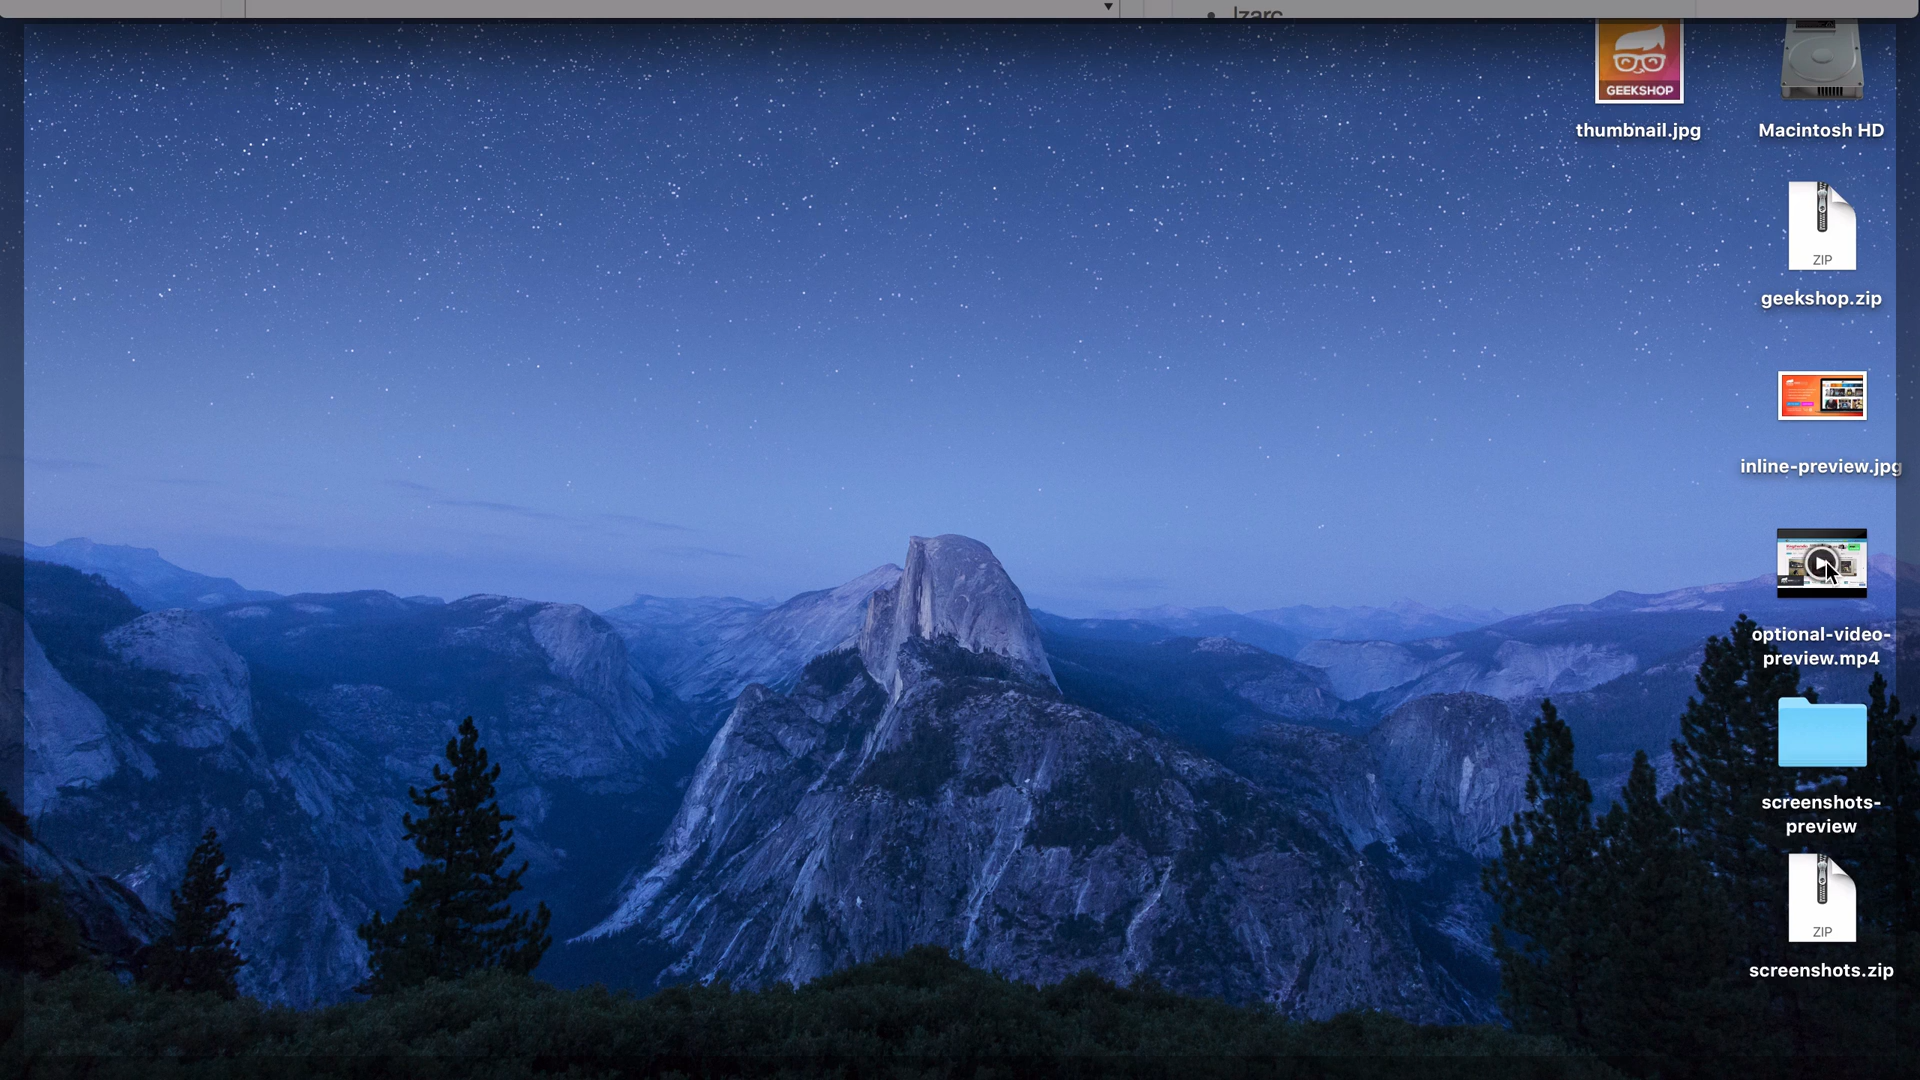 Izarc
GEEKSHOP
thumbnail.jpg
Macintosh HD
ZIP
geekshop.zip
inline-preview.jpg
optional-video-
preview.mp4
screenshots-
preview
ZIP
screenshots.zip